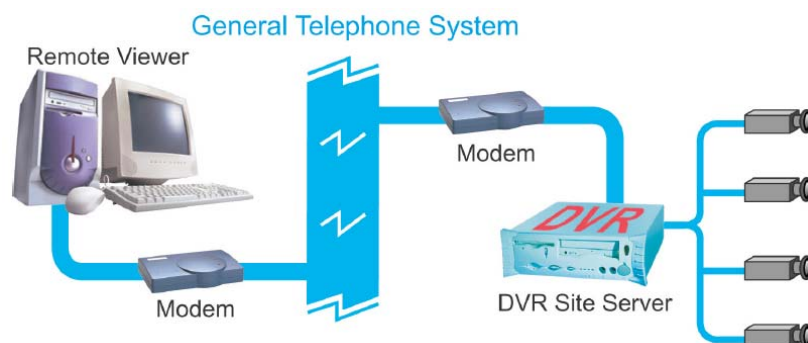 General Telephone System
Remote Viewer
Modem
DVR
Modem
DVR Site Server